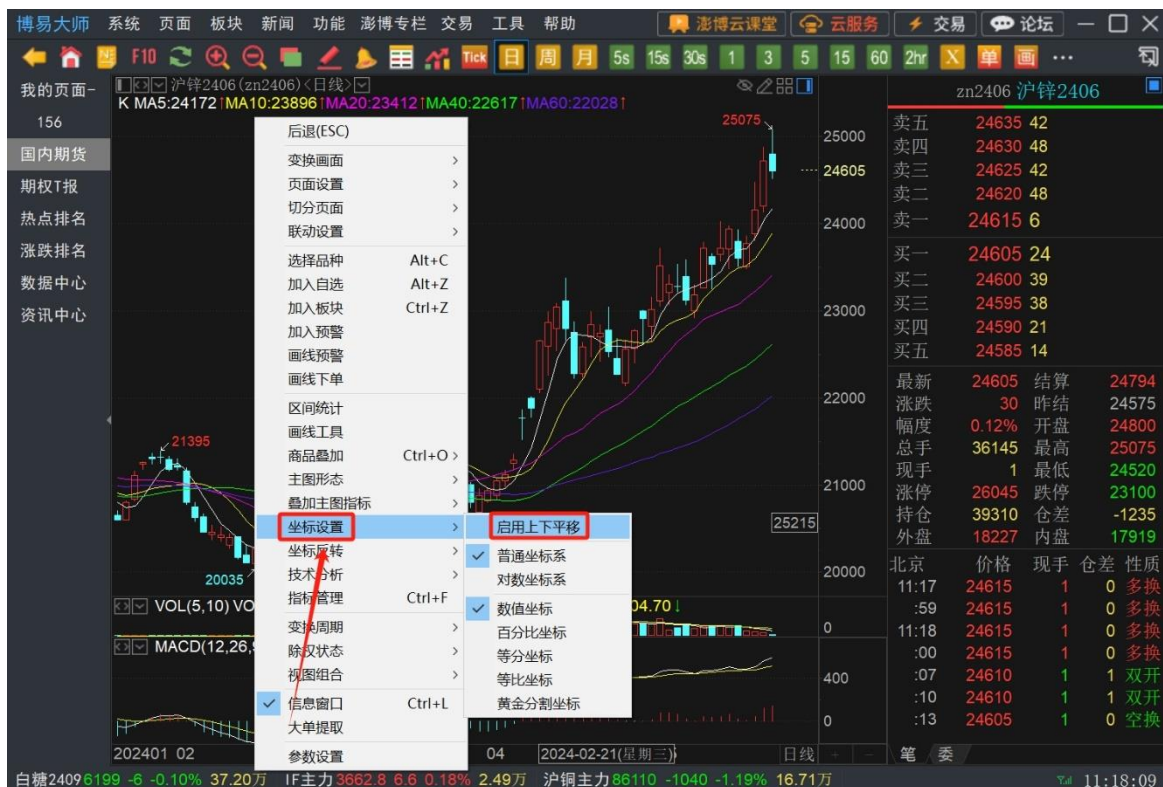 博易大师 系统 页面 板块 新闻 功能 澎博专栏 交易 工具 帮助 澎博云课堂 云服务 交易 论坛
F10 Tick 日 周 月 5s 15s 30s 1 3 5 15 60 2hr X 单 画 ...
我的页面-
156
国内期货
期权T报
热点排名
涨跌排名
数据中心
资讯中心
沪锌2406(zn2406)<日线>
K MA5:24172↑MA10:23896↑MA20:23412↑MA40:22617↑MA60:22028↑
25075
25000
24605
24000
23000
22000
21000
25215
20000
21395
20035
后退(ESC)
变换画面
页面设置
切分页面
联动设置
选择品种 Alt+C
加入自选 Alt+Z
加入板块 Ctrl+Z
加入预警
画线预警
画线下单
区间统计
画线工具
商品叠加 Ctrl+O
主图形态
叠加主图指标
坐标设置
坐标反转
技术分析
指标管理 Ctrl+F
变换周期
除权状态
视图组合
信息窗口 Ctrl+L
大单提取
参数设置
启用上下平移
普通坐标系
对数坐标系
数值坐标
百分比坐标
等分坐标
等比坐标
黄金分割坐标
VOL(5,10) VO
04.70↓
0
MACD(12,26,
400
0
202401 02 04 2024-02-21(星期三) 日线 + -
zn2406 沪锌2406
卖五 24635 42
卖四 24630 48
卖三 24625 42
卖二 24620 48
卖一 24615 6
买一 24605 24
买二 24600 39
买三 24595 38
买四 24590 21
买五 24585 14
最新 24605 结算 24794
涨跌 30 昨结 24575
幅度 0.12% 开盘 24800
总手 36145 最高 25075
现手 1 最低 24520
涨停 26045 跌停 23100
持仓 39310 仓差 -1235
外盘 18227 内盘 17919
北京 价格 现手 仓差 性质
11:17 24615 1 0 多换
:59 24615 1 0 多换
11:18 24615 1 0 多换
:00 24615 1 0 多换
:07 24610 1 1 双开
:10 24610 1 1 双开
:13 24605 1 0 空换
笔 委
白糖2409 6199 -6 -0.10% 37.20万 IF主力 3662.8 6.6 0.18% 2.49万 沪铜主力 86110 -1040 -1.19% 16.71万 11:18:09